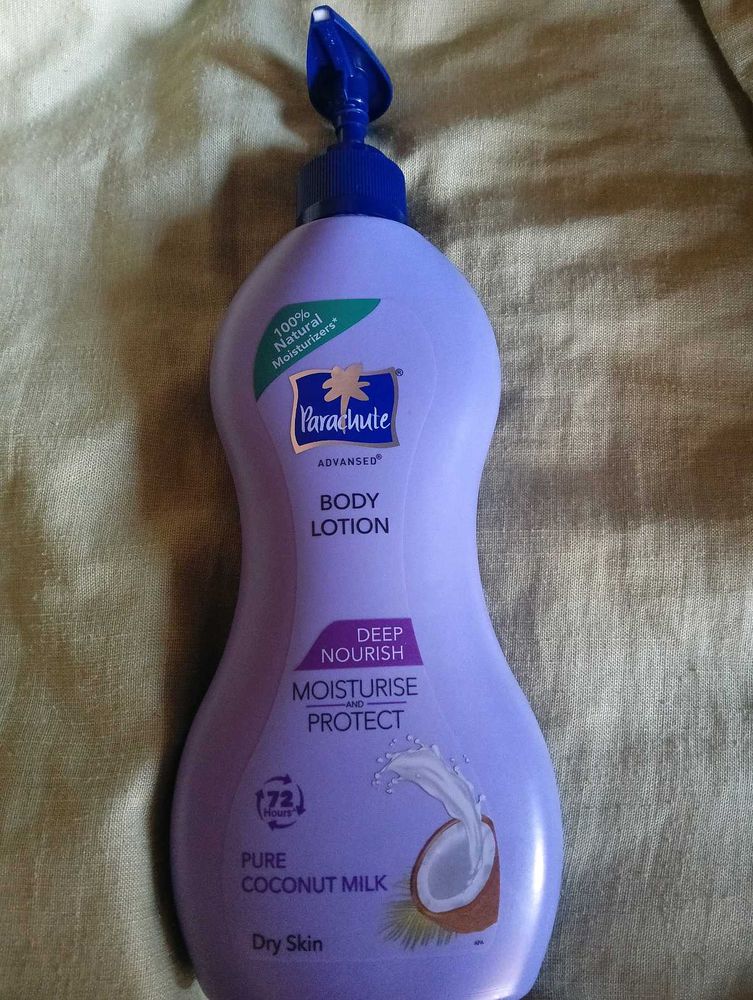 100%
Natural
Moisturizers*
Parachute®
ADVANSED®
BODY
LOTION
DEEP
NOURISH
MOISTURISE
AND
PROTECT
72
Hours^
PURE
COCONUT MILK
Dry Skin